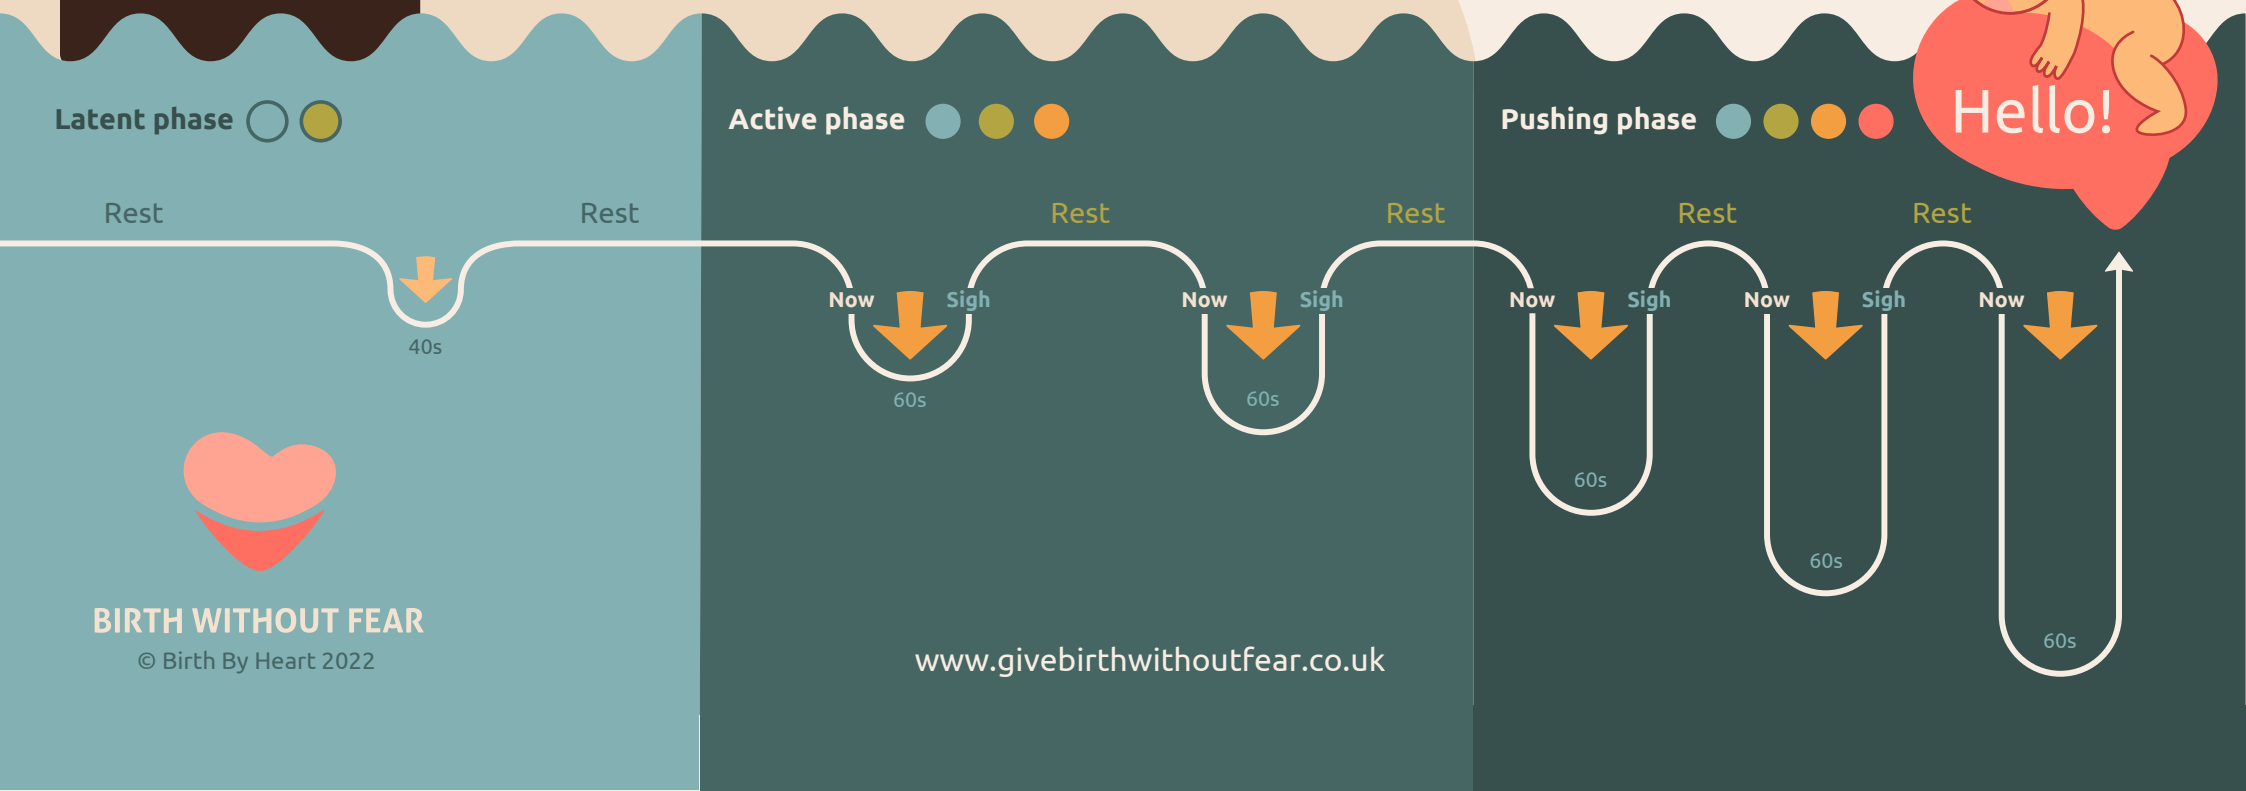 Latent phase
Active phase
Pushing phase
Hello!
Rest
Rest
Rest
Rest
Rest
Rest
Now
Sigh
Now
Sigh
Now
Sigh
Now
Sigh
Now
40s
60s
60s
60s
60s
60s
BIRTH WITHOUT FEAR
© Birth By Heart 2022
www.givebirthwithoutfear.co.uk